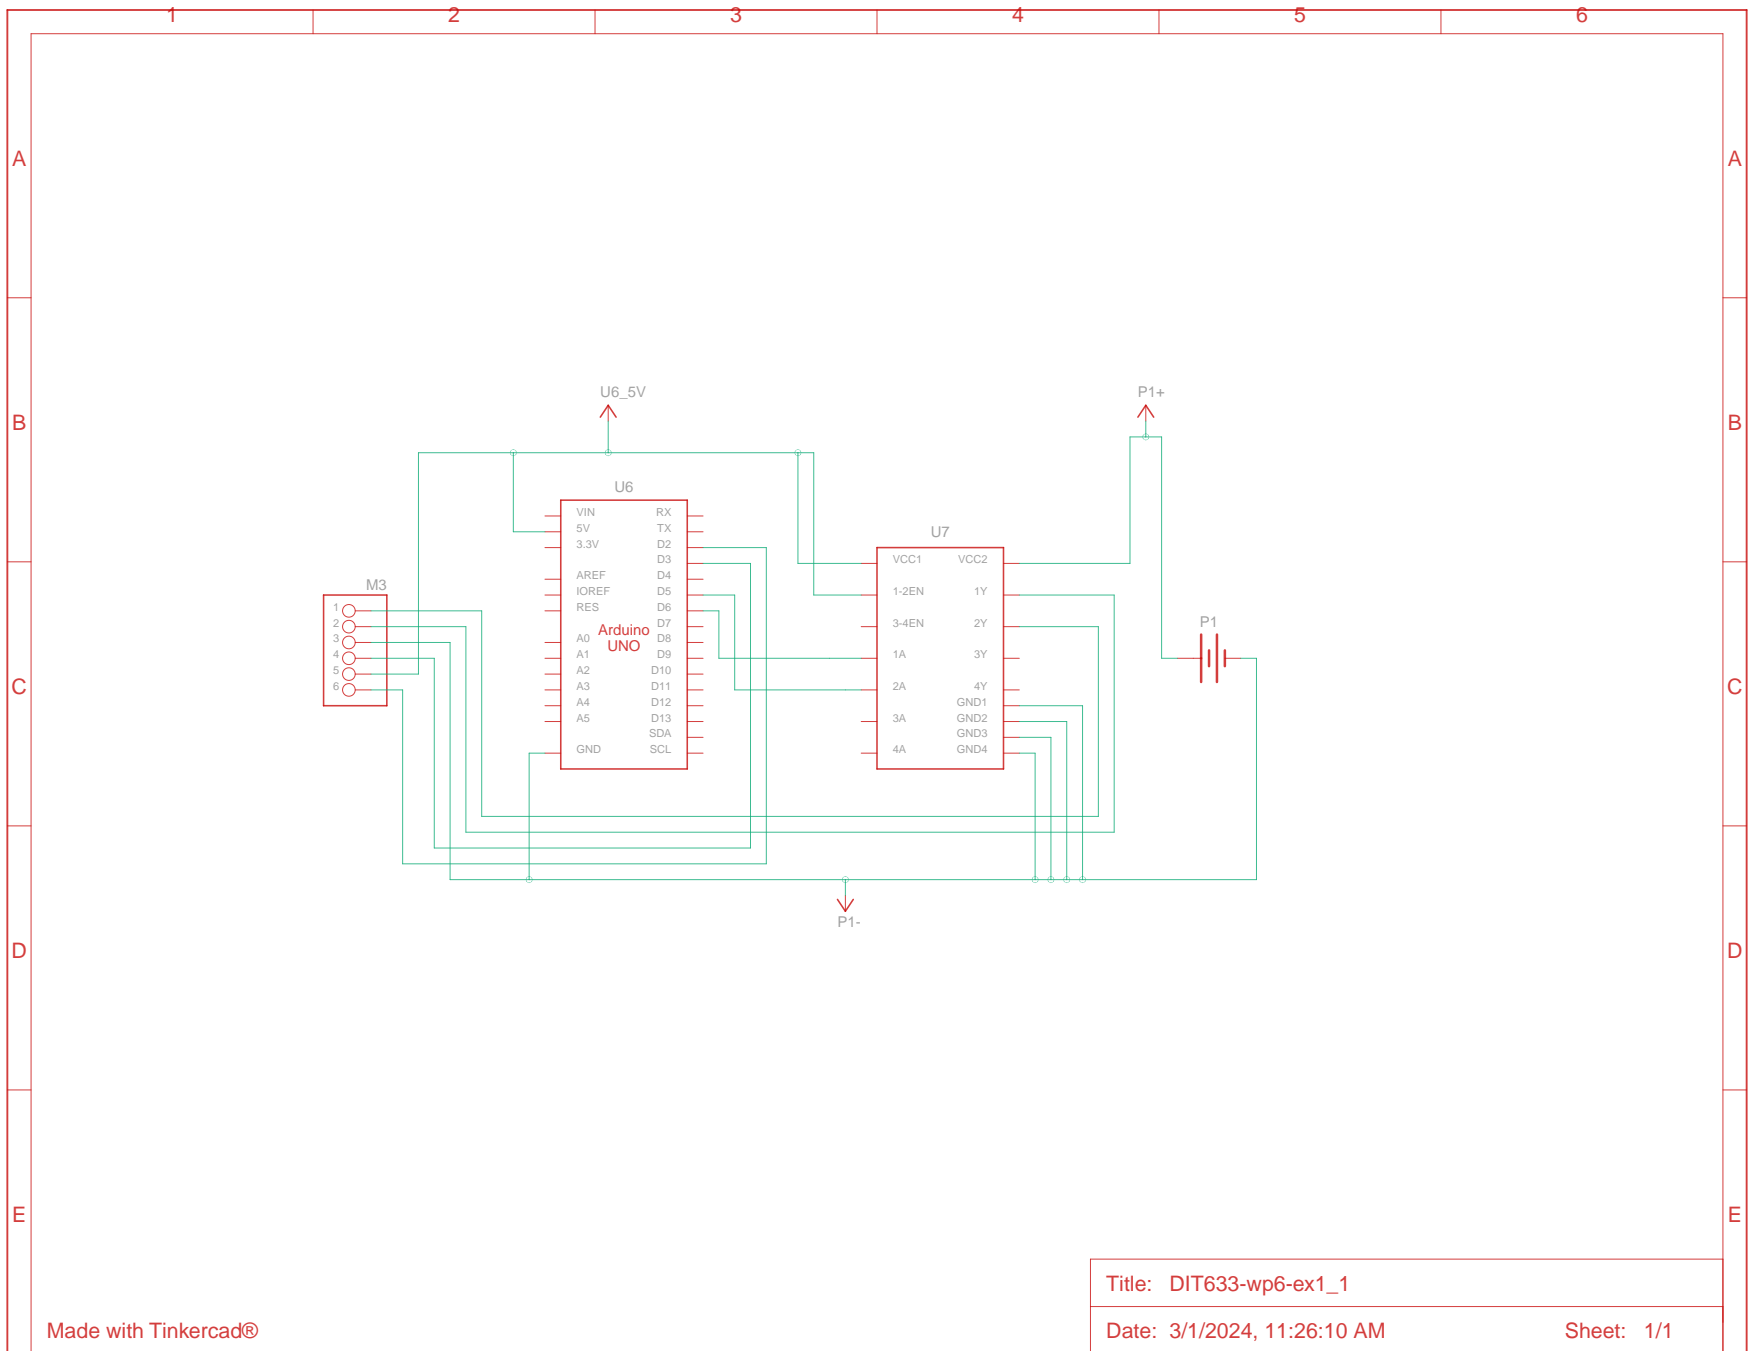 1 2 3 4 5 6
A A
U6_5V P1+
B B
U6
VIN RX
5V TX
3.3V D2
D3
AREF D4
IOREF D5
RES D6
D7
A0 D8
A1 D9
A2 D10
A3 D11
A4 D12
A5 D13
SDA
GND SCL
Arduino
UNO
U7
VCC1 VCC2
1-2EN 1Y
3-4EN 2Y
1A 3Y
2A 4Y
GND1
3A GND2
GND3
4A GND4
M3
1
2
3
4
5
6
P1
C C
P1-
D D
E E
Title: DIT633-wp6-ex1_1
Made with Tinkercad®
Date: 3/1/2024, 11:26:10 AM Sheet: 1/1